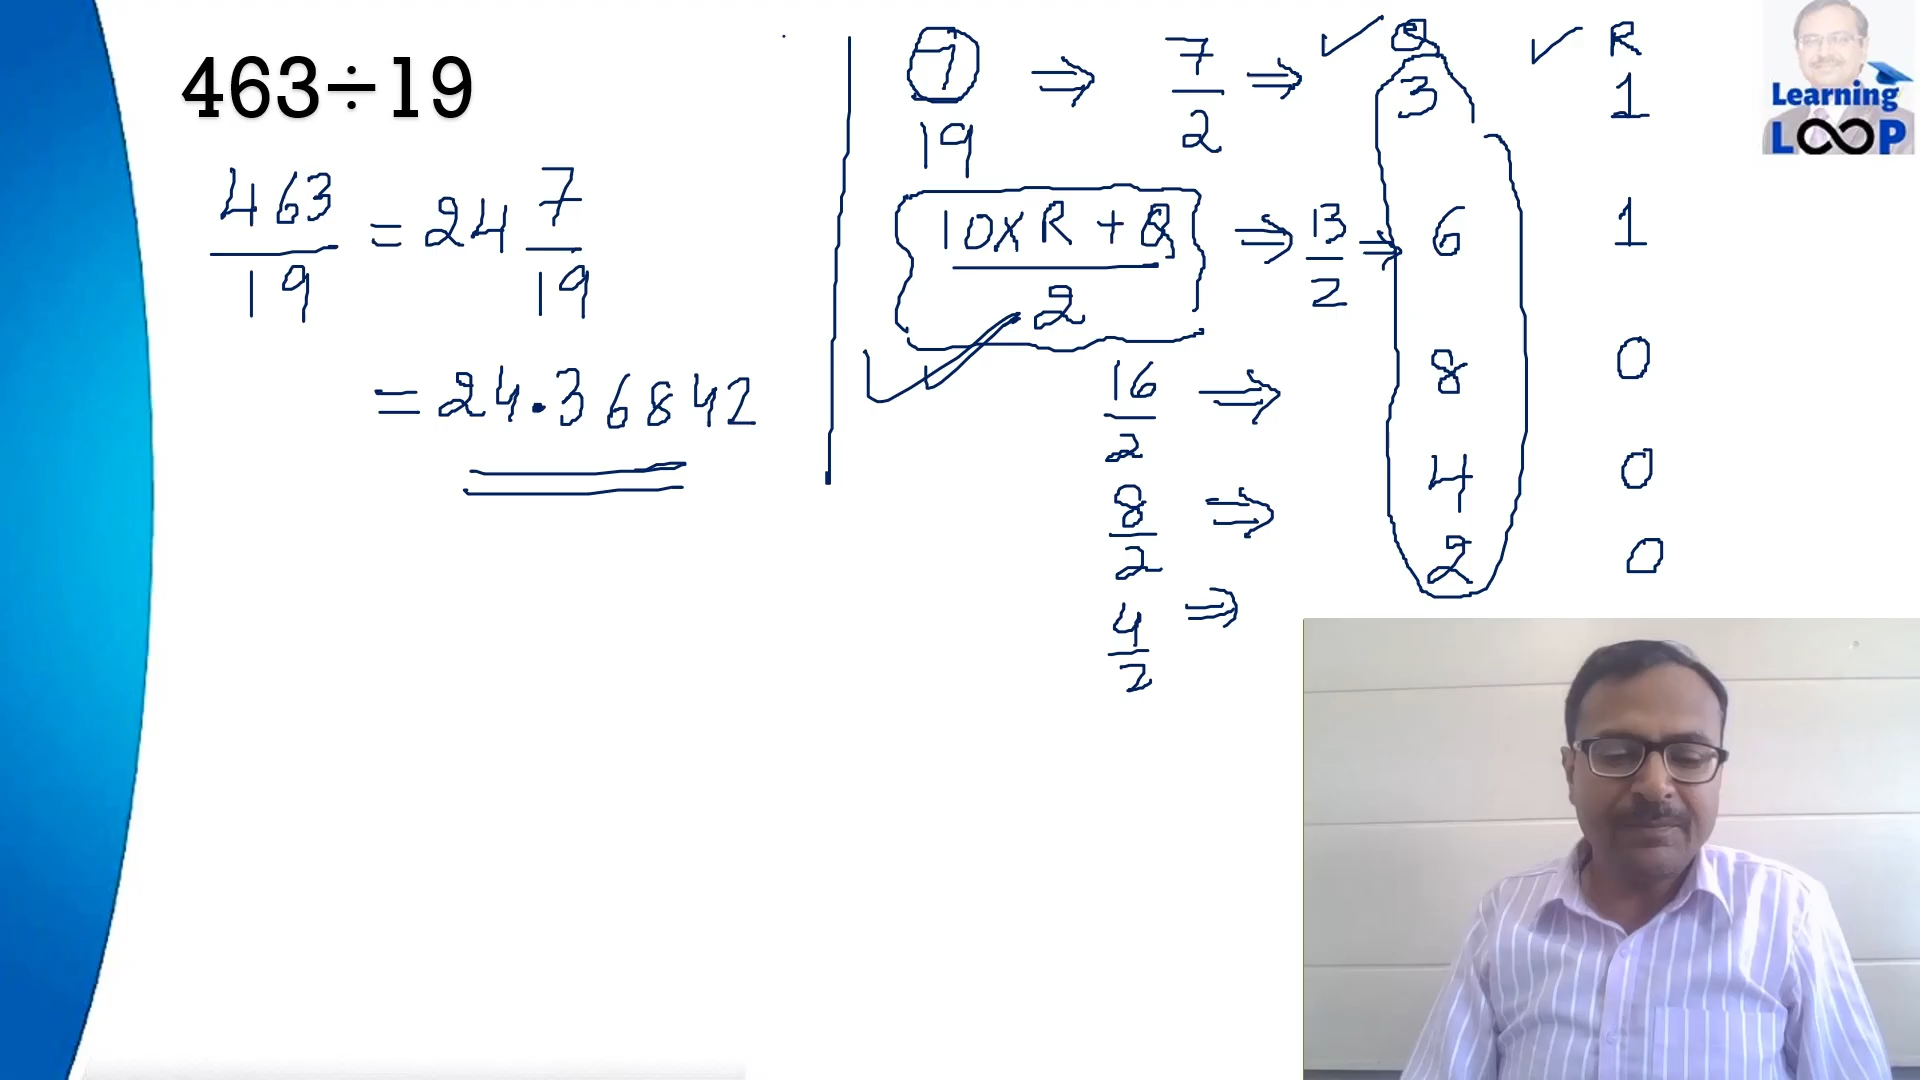 463÷19
463/19 = 24 7/19
= 24.36842
7/19 ⇒ 7/2 ⇒ ✓ Q ✓ R
3 1
10×R + Q / 2 ⇒ 13/2 ⇒ 6 1
16/2 ⇒ 8 0
8/2 ⇒ 4 0
4/2 ⇒ 2 0
Learning
LOOP